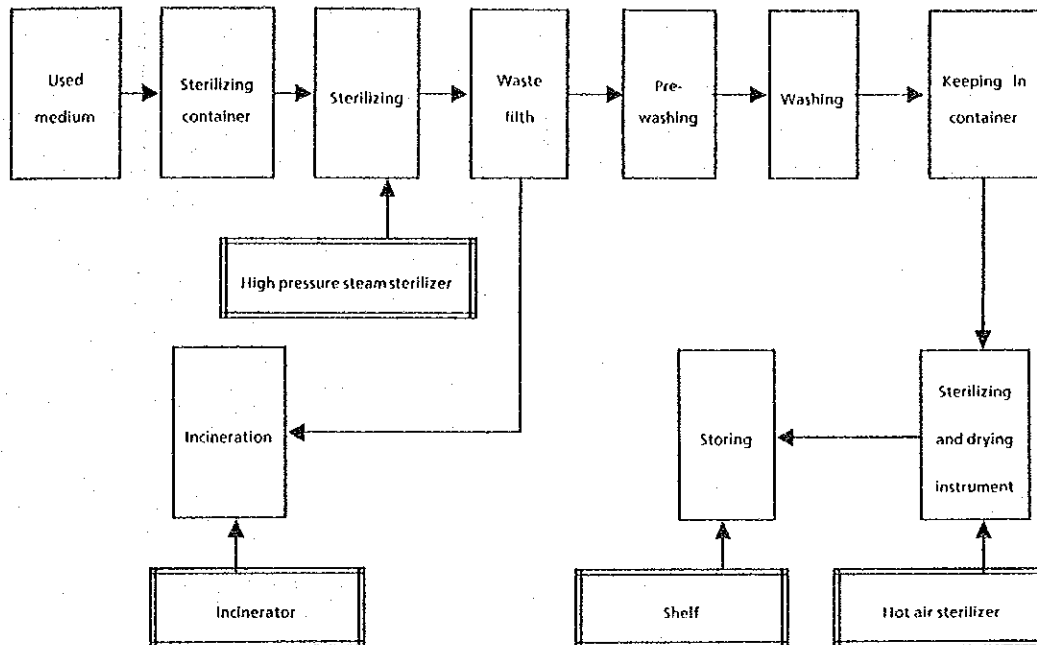 Used
medium
Sterilizing
container
Sterilizing
Waste
filth
Pre-
washing
Washing
Keeping in
container
High pressure steam sterilizer
Incineration
Storing
Sterilizing
and drying
instrument
Incinerator
Shelf
Hot air sterilizer